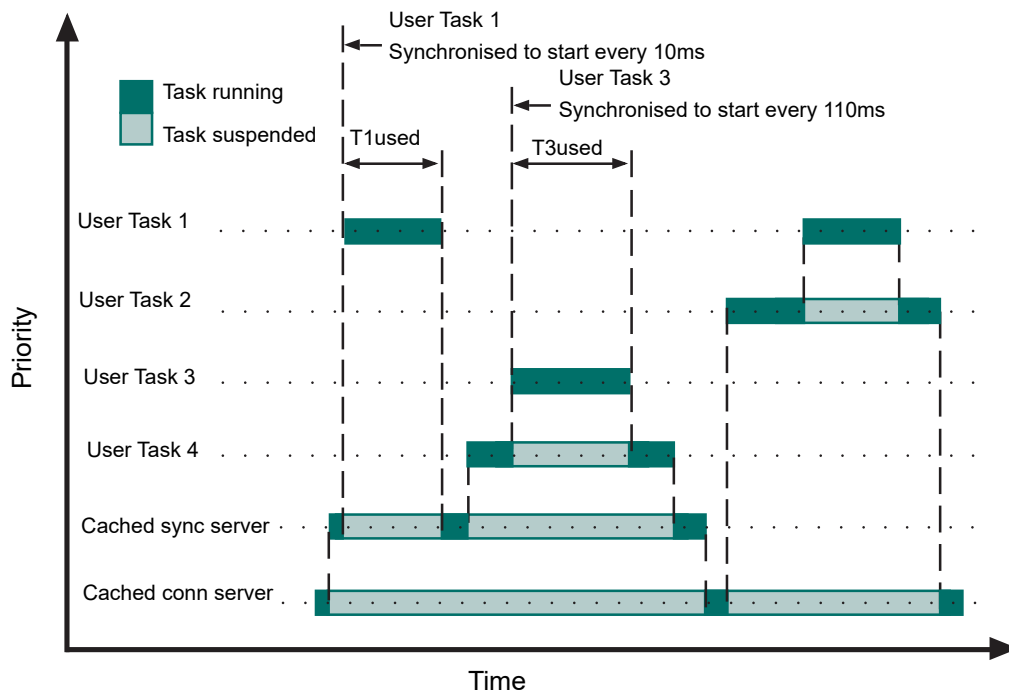 User Task 1
Synchronised to start every 10ms
User Task 3
Synchronised to start every 110ms
Task running
Task suspended
T1used
T3used
User Task 1
User Task 2
User Task 3
User Task 4
Cached sync server
Cached conn server
Priority
Time